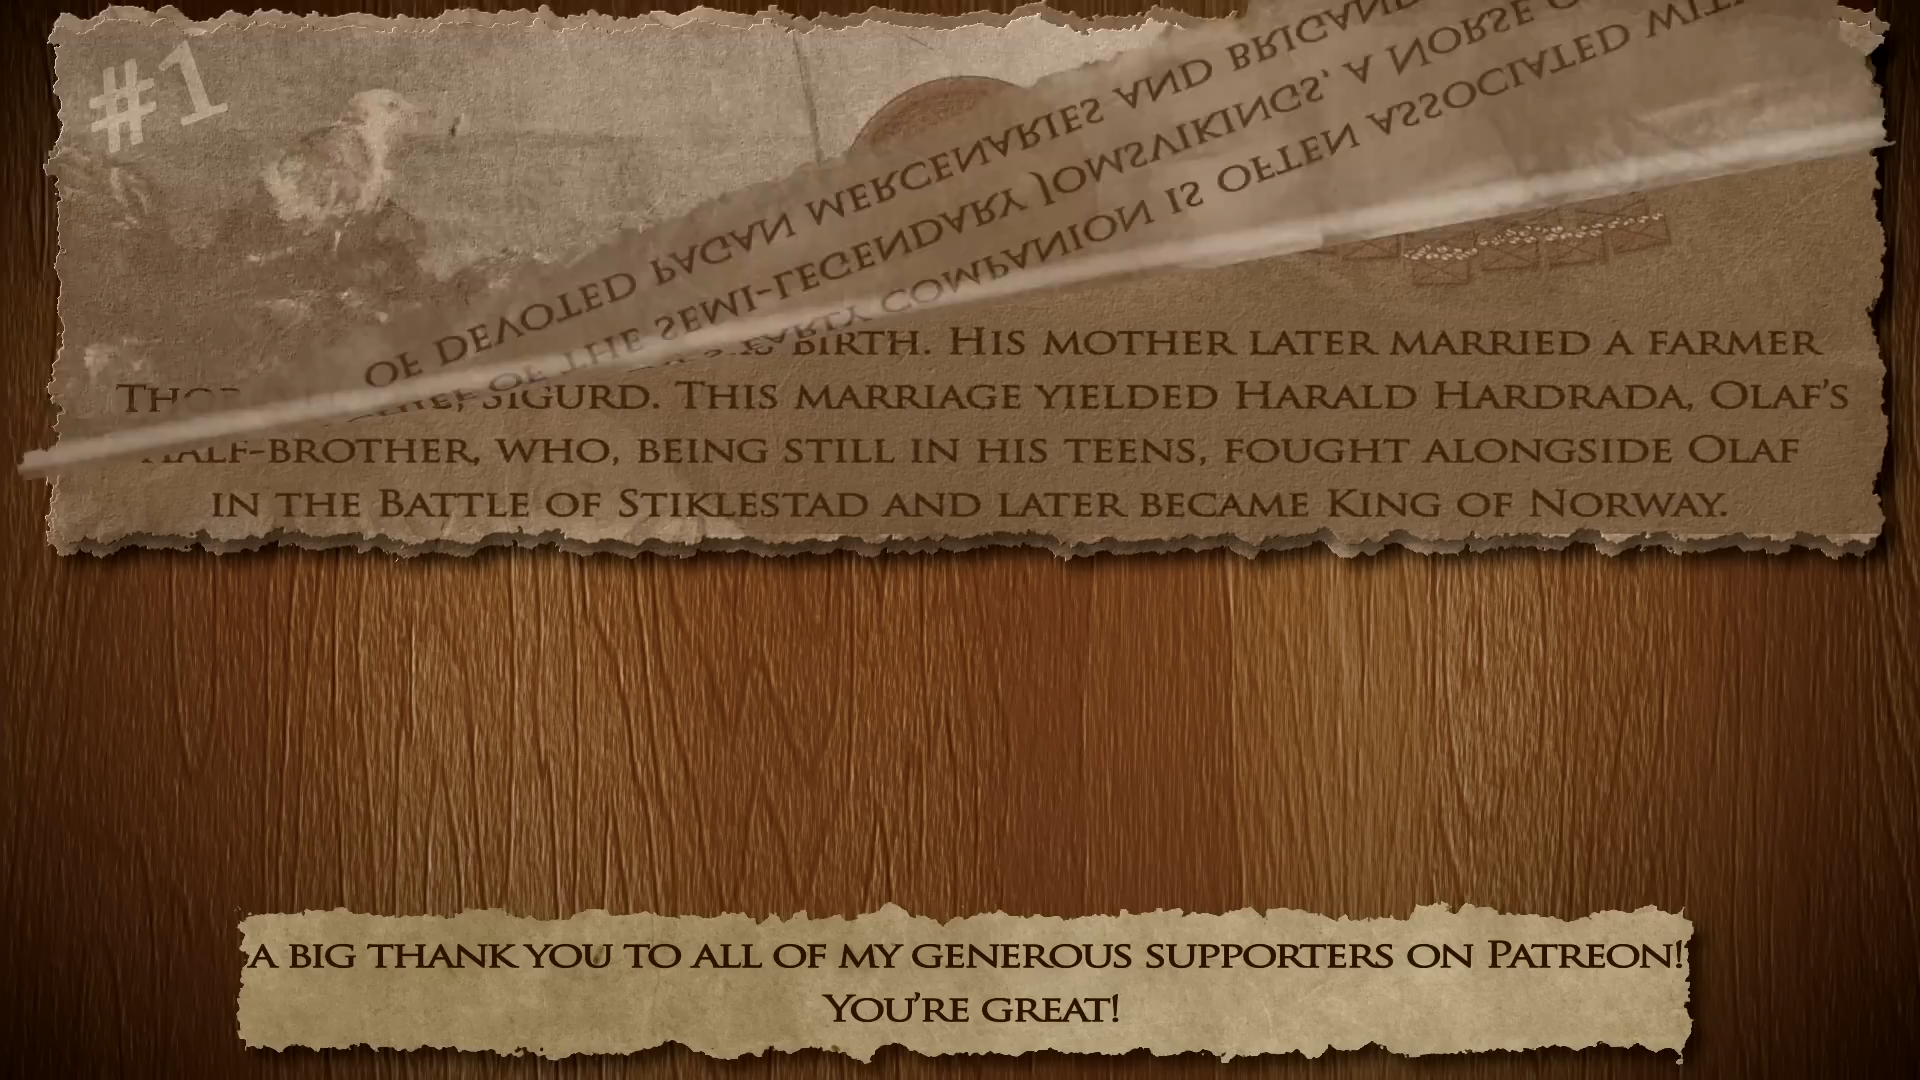 #1
OF DEVOTED PAGAN MERCENARIES AND BRIGAND
OF THE SEMI-LEGENDARY JOMSVIKINGS, A NORSE
EARLY COMPANION IS OFTEN ASSOCIATED WITH
BIRTH. HIS MOTHER LATER MARRIED A FARMER
SIGURD. THIS MARRIAGE YIELDED HARALD HARDRADA, OLAF'S
HALF-BROTHER, WHO, BEING STILL IN HIS TEENS, FOUGHT ALONGSIDE OLAF
IN THE BATTLE OF STIKLESTAD AND LATER BECAME KING OF NORWAY.
A BIG THANK YOU TO ALL OF MY GENEROUS SUPPORTERS ON PATREON!
YOU'RE GREAT!